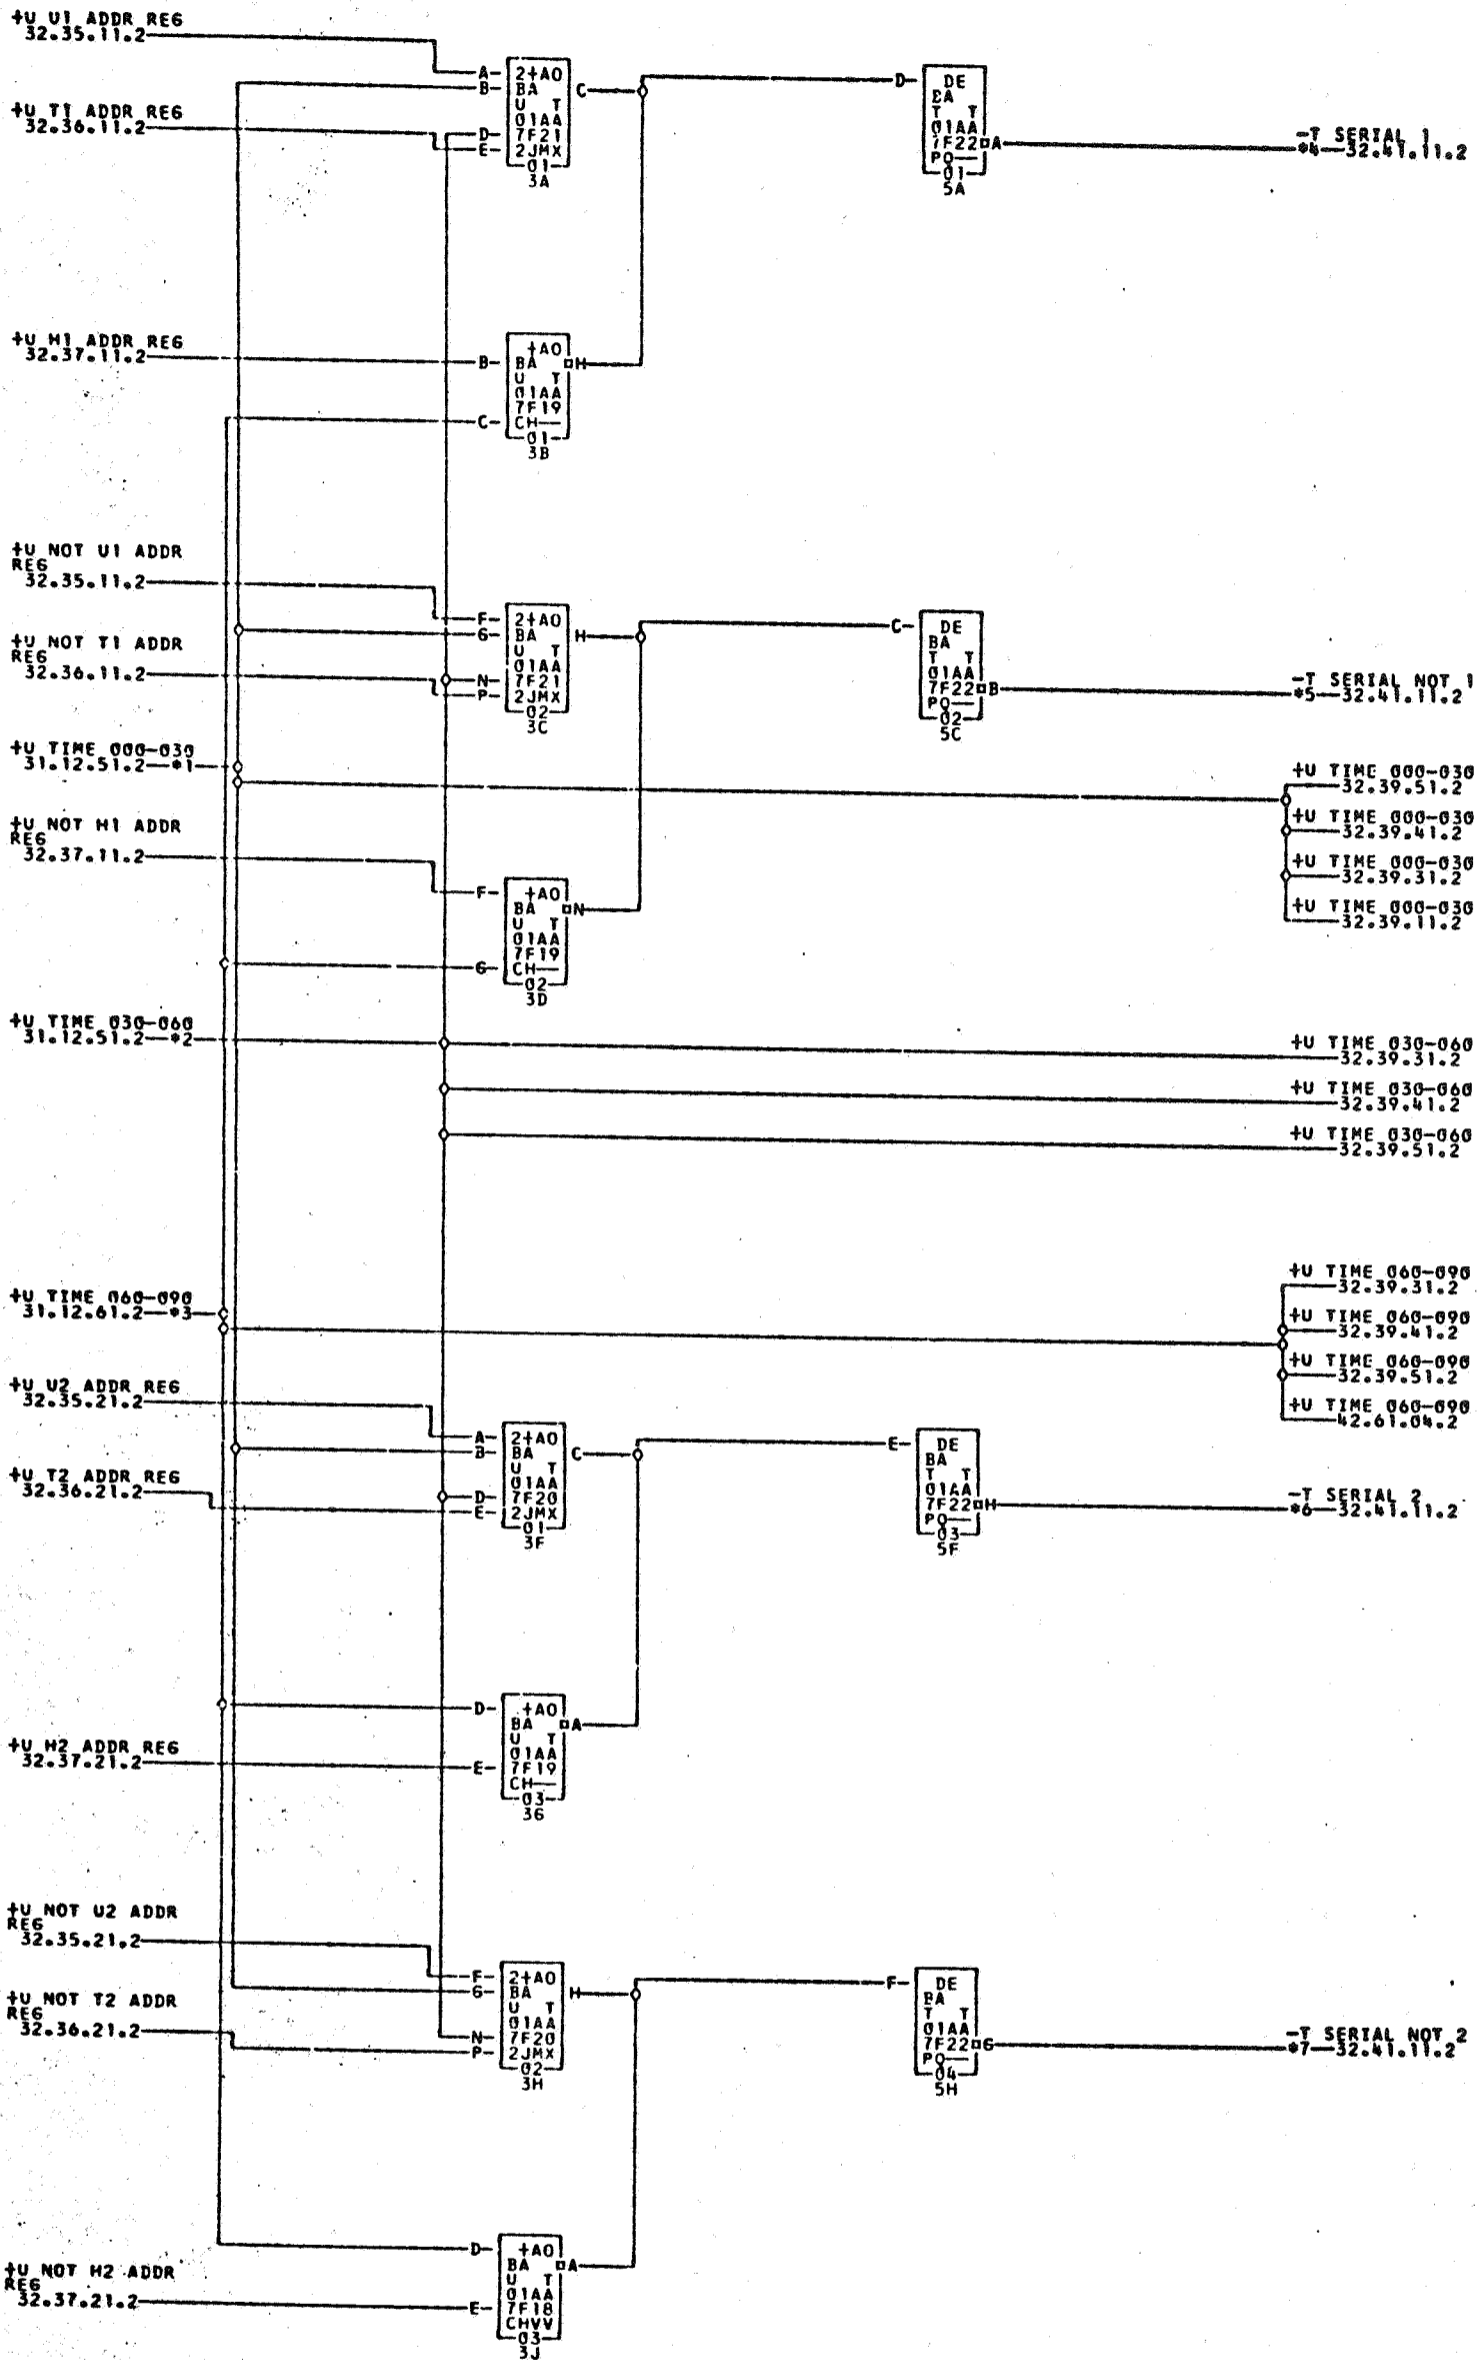 +U U1 ADDR REG
32.35.11.2
+U T1 ADDR REG
32.36.11.2
A
B
D
E
2+AO
BA
U T
01AA
7F21
2JMX
01
3A
C
D
DE
BA
T T
01AA
7F22
PQ
01
5A
A
-T SERIAL 1
*4—32.41.11.2
+U H1 ADDR REG
32.37.11.2
B
C
+AO
BA
U T
01AA
7F19
CH
01
3B
H
+U NOT U1 ADDR
REG
32.35.11.2
+U NOT T1 ADDR
REG
32.36.11.2
F
G
N
P
2+AO
BA
U T
01AA
7F21
2JMX
02
3C
H
C
DE
BA
T T
01AA
7F22
PQ
02
5C
B
-T SERIAL NOT 1
*5—32.41.11.2
+U TIME 000-030
31.12.51.2—*1
+U TIME 000-030
32.39.51.2
+U TIME 000-030
32.39.41.2
+U TIME 000-030
32.39.31.2
+U TIME 000-030
32.39.11.2
+U NOT H1 ADDR
REG
32.37.11.2
F
G
+AO
BA
U T
01AA
7F19
CH
02
3D
N
+U TIME 030-060
31.12.51.2—*2
+U TIME 030-060
32.39.31.2
+U TIME 030-060
32.39.41.2
+U TIME 030-060
32.39.51.2
+U TIME 060-090
31.12.61.2—*3
+U TIME 060-090
32.39.31.2
+U TIME 060-090
32.39.41.2
+U TIME 060-090
32.39.51.2
+U TIME 060-090
42.61.04.2
+U U2 ADDR REG
32.35.21.2
+U T2 ADDR REG
32.36.21.2
A
B
D
E
2+AO
BA
U T
01AA
7F20
2JMX
01
3F
C
E
DE
BA
T T
01AA
7F22
PQ
03
5F
H
-T SERIAL 2
*6—32.41.11.2
+U H2 ADDR REG
32.37.21.2
D
E
+AO
BA
U T
01AA
7F19
CH
03
3G
A
+U NOT U2 ADDR
REG
32.35.21.2
+U NOT T2 ADDR
REG
32.36.21.2
F
G
N
P
2+AO
BA
U T
01AA
7F20
2JMX
02
3H
H
F
DE
BA
T T
01AA
7F22
PQ
04
5H
G
-T SERIAL NOT 2
*7—32.41.11.2
+U NOT H2 ADDR
REG
32.37.21.2
D
E
+AO
BA
U T
01AA
7F18
CHVV
03
3J
A